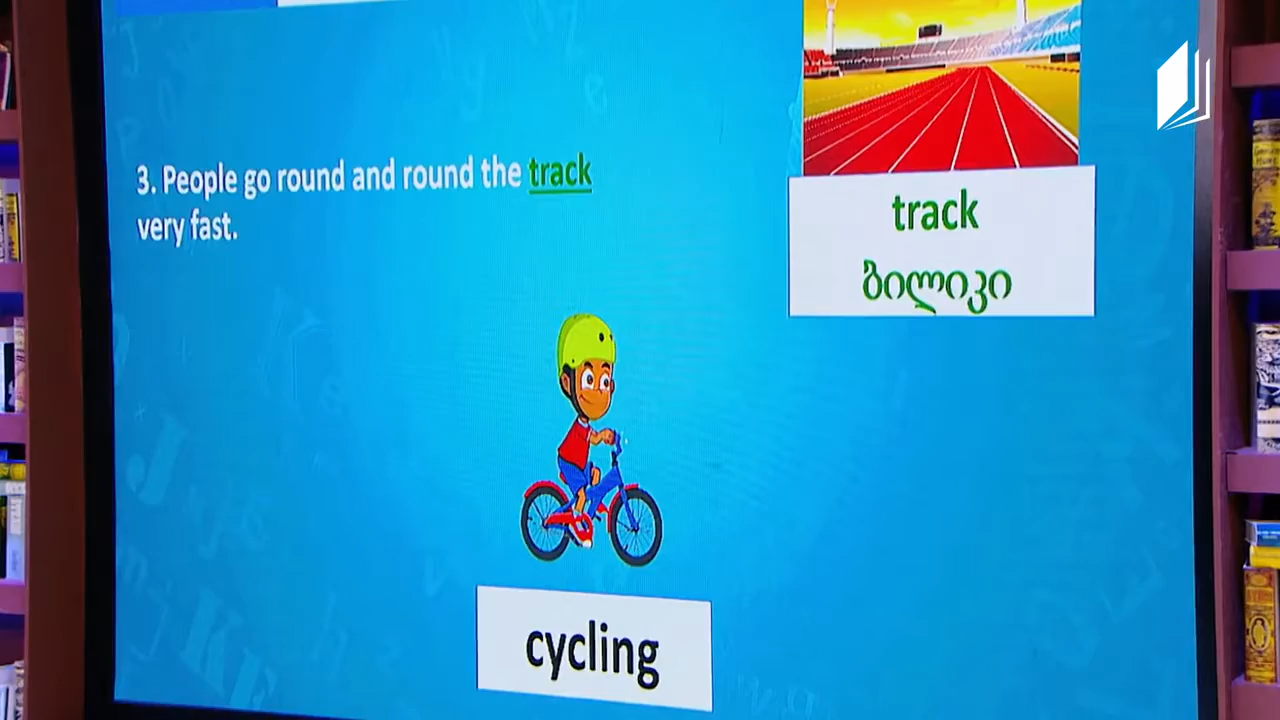 3. People go round and round the track
very fast.
track
ბილიკი
cycling